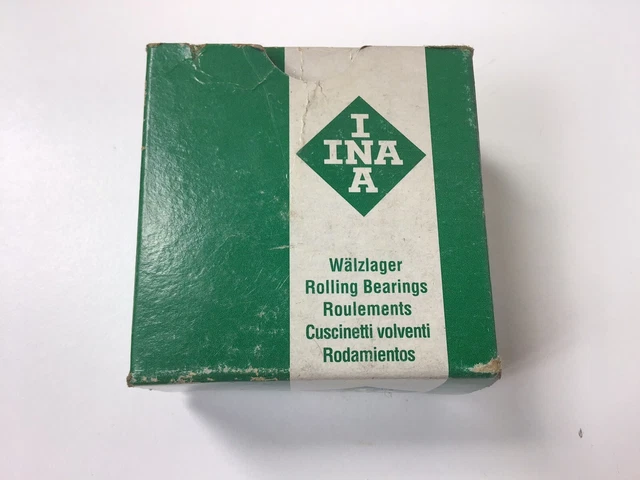 I
INA
A
Wälzlager
Rolling Bearings
Roulements
Cuscinetti volventi
Rodamientos